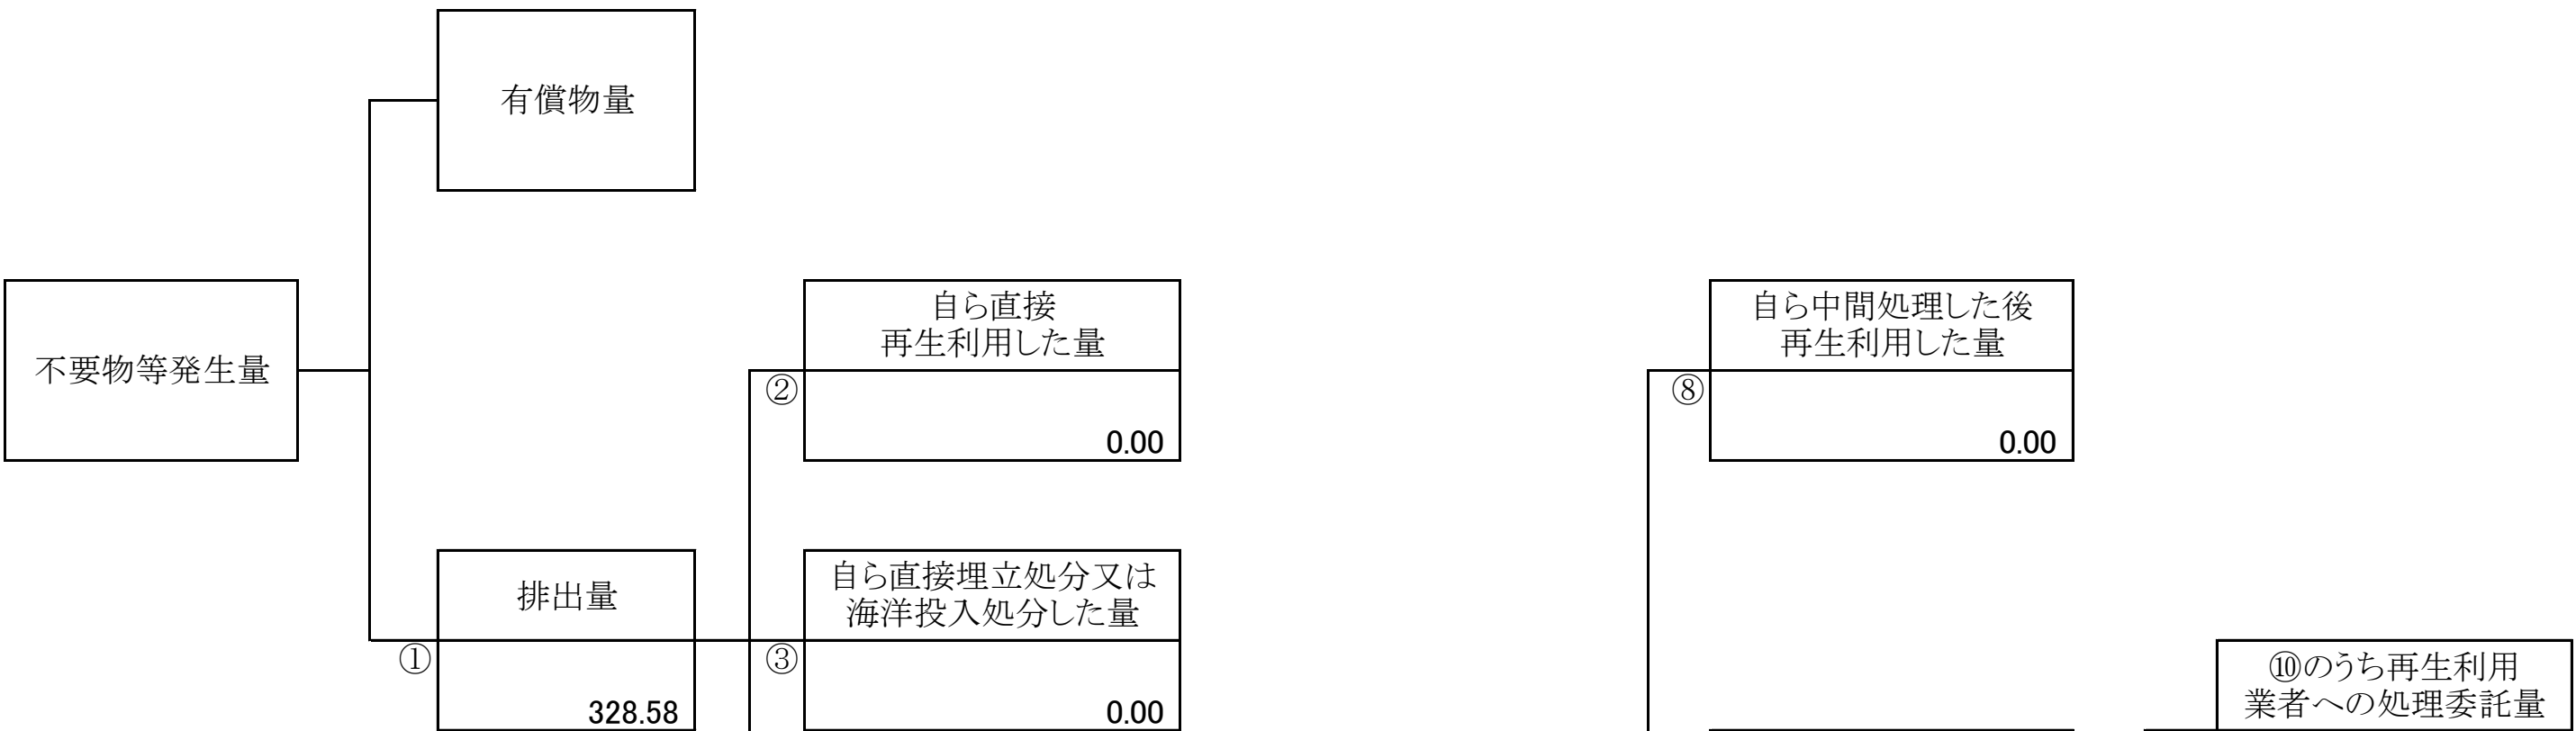 有償物量
不要物等発生量
自ら直接
再生利用した量
②
0.00
自ら中間処理した後
再生利用した量
⑧
0.00
排出量
①
328.58
自ら直接埋立処分又は
海洋投入処分した量
③
0.00
⑩のうち再生利用
業者への処理委託量